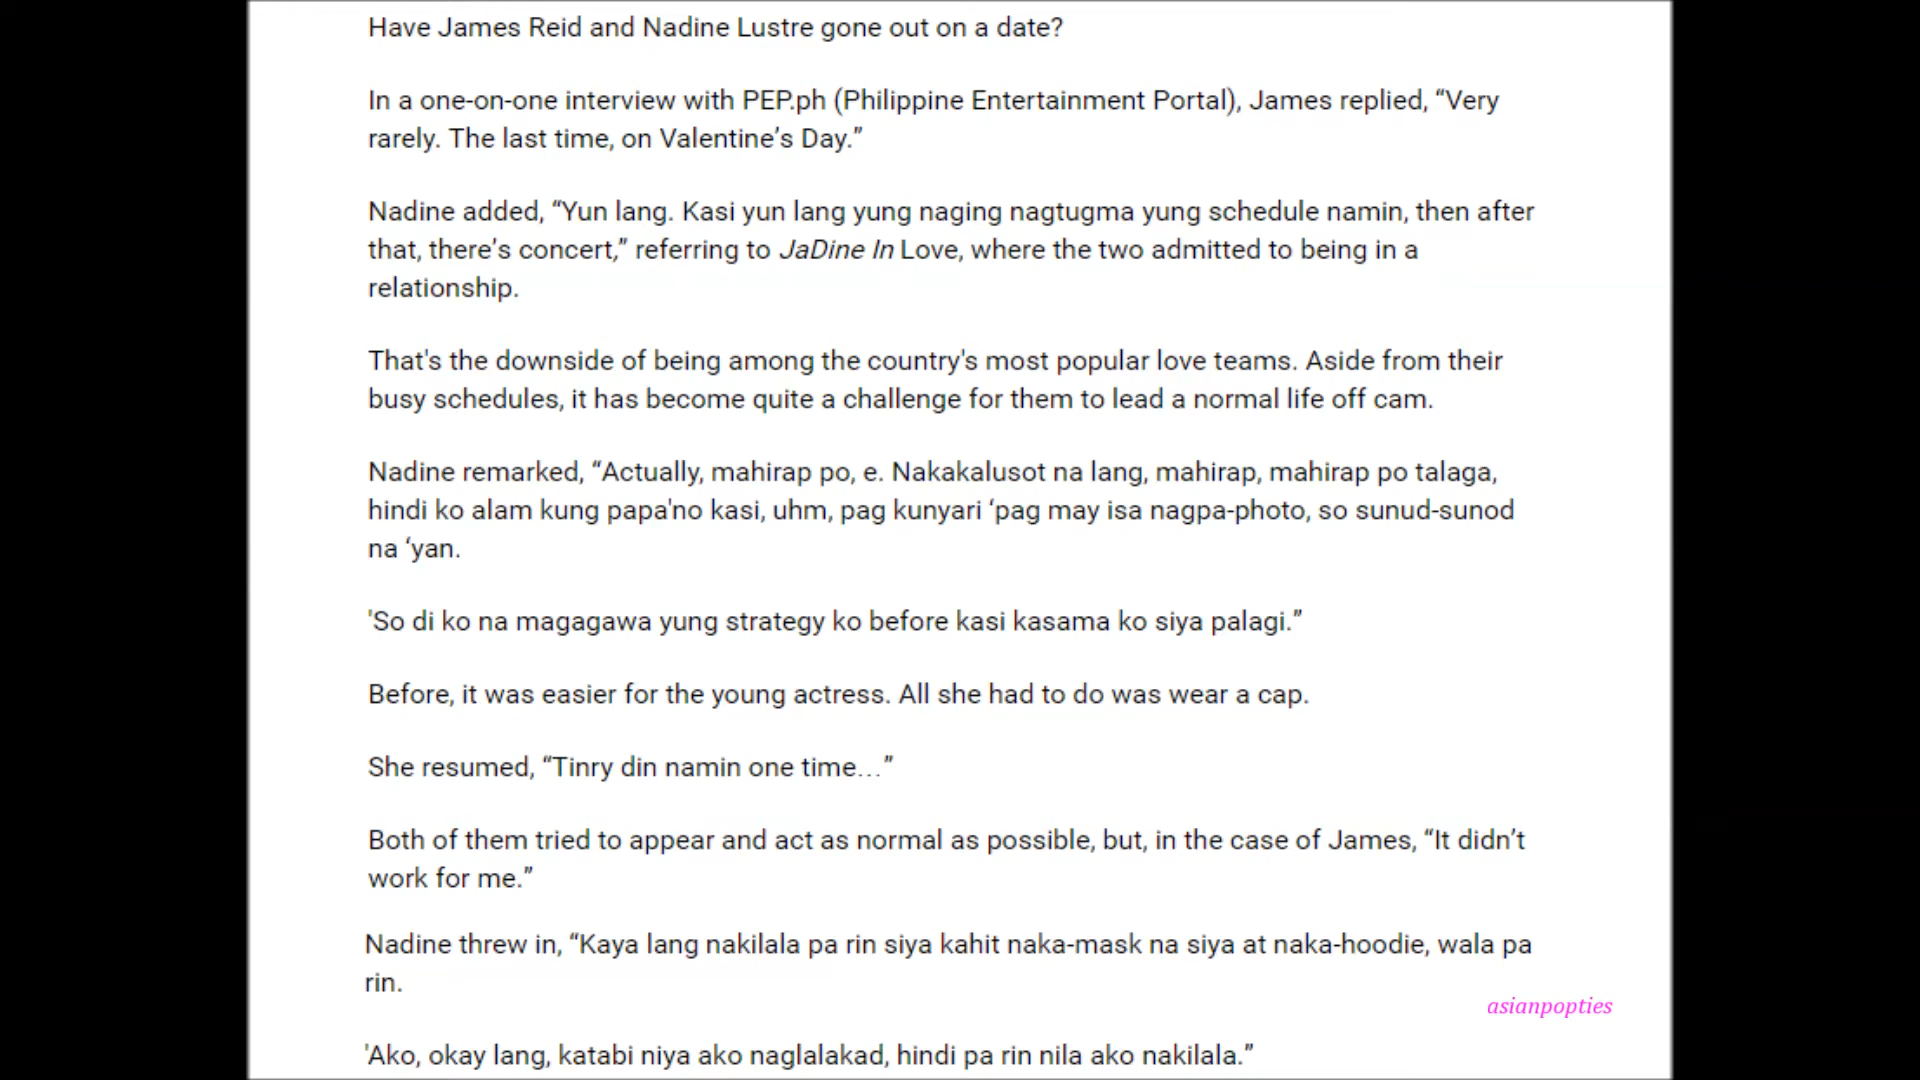 Have James Reid and Nadine Lustre gone out on a date?
In a one-on-one interview with PEP.ph (Philippine Entertainment Portal), James replied, “Very
rarely. The last time, on Valentine’s Day.”
Nadine added, “Yun lang. Kasi yun lang yung naging nagtugma yung schedule namin, then after
that, there’s concert,” referring to JaDine In Love, where the two admitted to being in a
relationship.
That's the downside of being among the country's most popular love teams. Aside from their
busy schedules, it has become quite a challenge for them to lead a normal life off cam.
Nadine remarked, “Actually, mahirap po, e. Nakakalusot na lang, mahirap, mahirap po talaga,
hindi ko alam kung papa'no kasi, uhm, pag kunyari ‘pag may isa nagpa-photo, so sunud-sunod
na ‘yan.
'So di ko na magagawa yung strategy ko before kasi kasama ko siya palagi.”
Before, it was easier for the young actress. All she had to do was wear a cap.
She resumed, “Tinry din namin one time…”
Both of them tried to appear and act as normal as possible, but, in the case of James, “It didn’t
work for me.”
Nadine threw in, “Kaya lang nakilala pa rin siya kahit naka-mask na siya at naka-hoodie, wala pa
rin.
asianpopties
'Ako, okay lang, katabi niya ako naglalakad, hindi pa rin nila ako nakilala.”